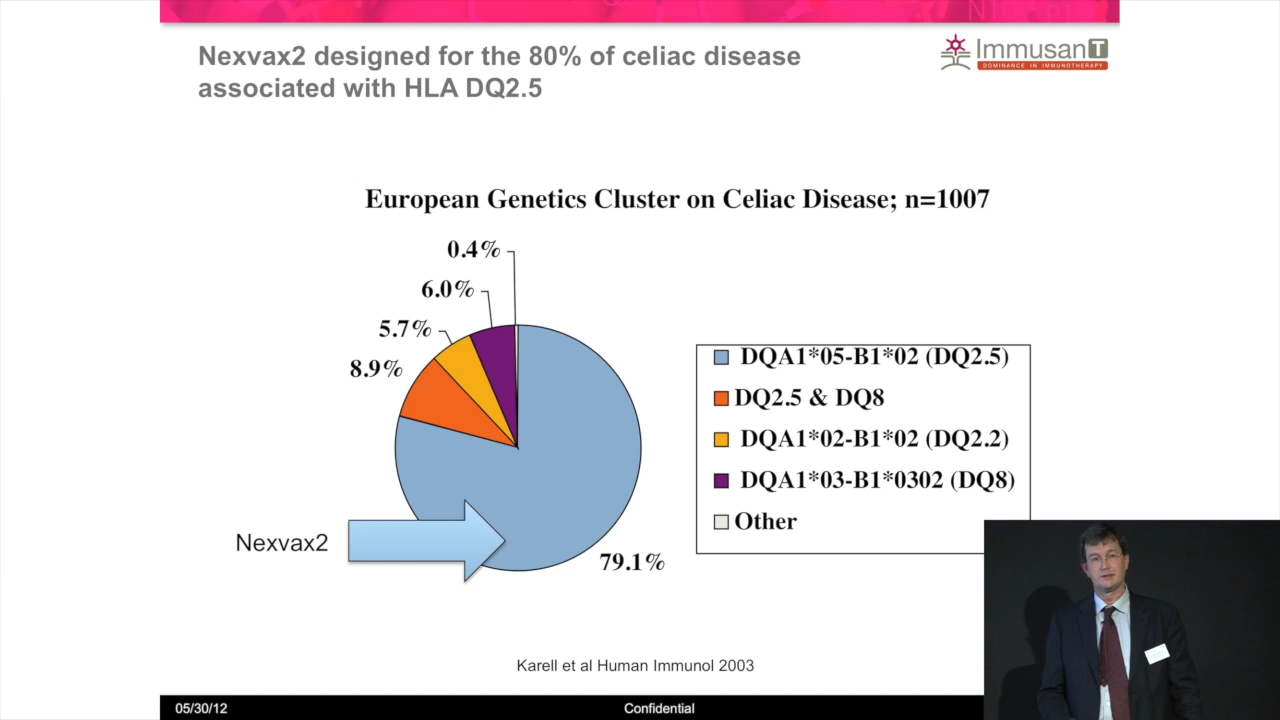 Nexvax2 designed for the 80% of celiac disease
associated with HLA DQ2.5
ImmusanT
DOMINANCE IN IMMUNOTHERAPY
European Genetics Cluster on Celiac Disease; n=1007
0.4%
6.0%
5.7%
8.9%
79.1%
DQA1*05-B1*02 (DQ2.5)
DQ2.5 & DQ8
DQA1*02-B1*02 (DQ2.2)
DQA1*03-B1*0302 (DQ8)
Other
Nexvax2
Karell et al Human Immunol 2003
05/30/12
Confidential